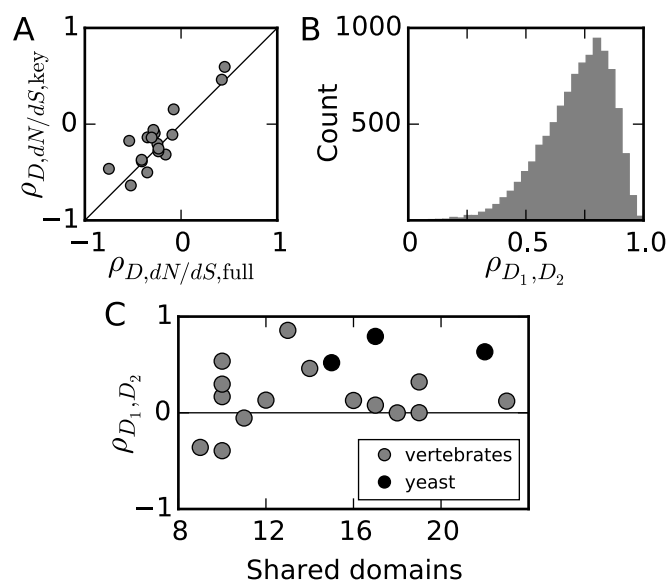 A
1
0
−1
−1
0
1
ρD,dN/dS,key
ρD,dN/dS,full
B
1000
500
Count
0
0.5
1.0
ρD1,D2
C
1
0
−1
8
12
16
20
ρD1,D2
vertebrates
yeast
Shared domains